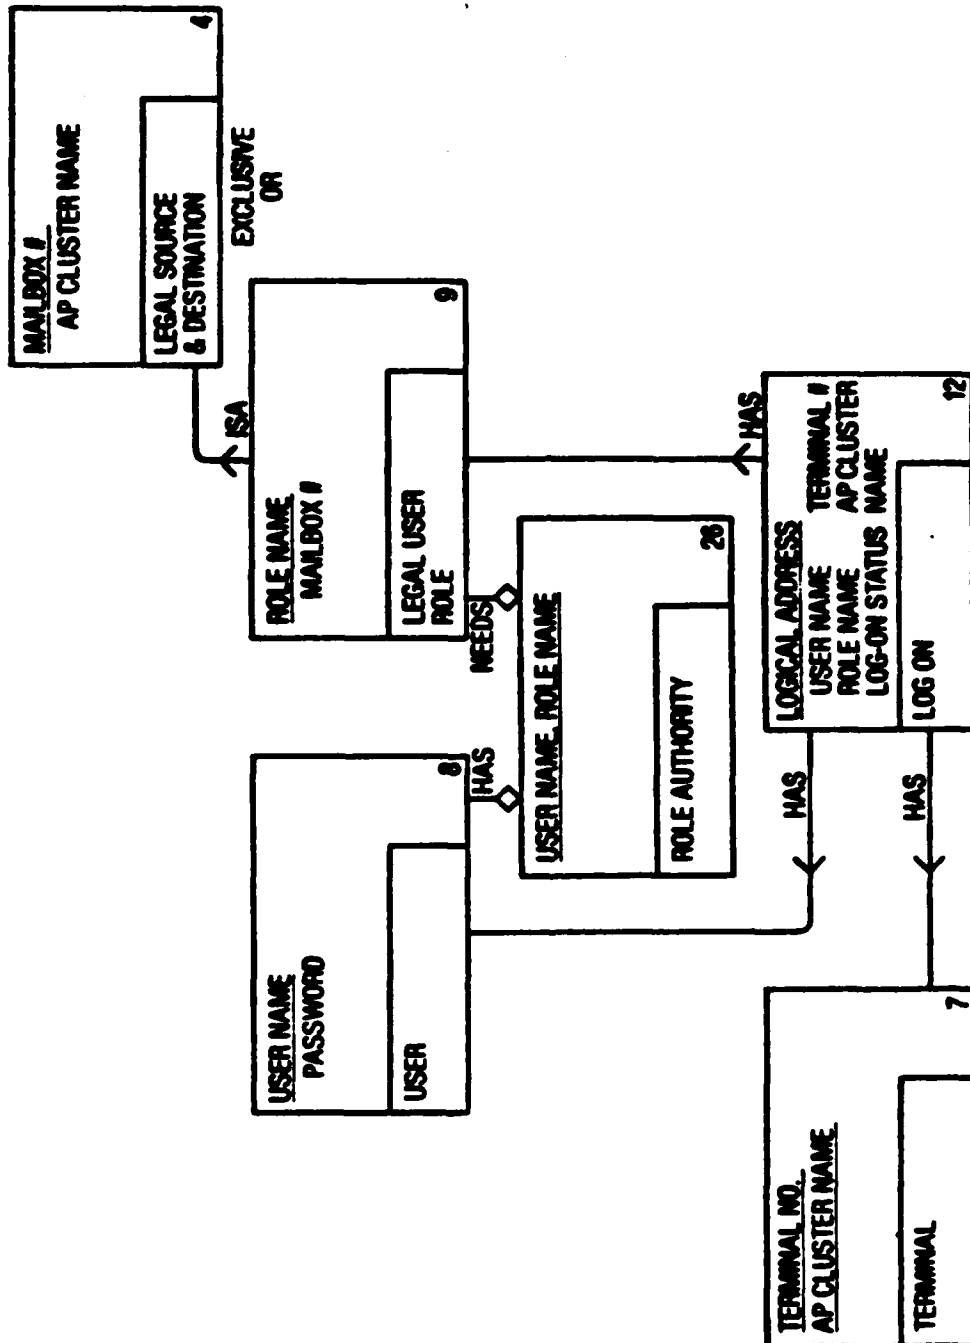 MAILBOX #
AP CLUSTER NAME
LEGAL SOURCE
& DESTINATION
4
EXCLUSIVE
OR
ISA
USER NAME
PASSWORD
USER
8
ROLE NAME
MAILBOX #
LEGAL USER
ROLE
9
HAS
NEEDS
USER NAME, ROLE NAME
ROLE AUTHORITY
26
HAS
HAS
HAS
TERMINAL NO.
AP CLUSTER NAME
TERMINAL
7
LOGICAL ADDRESS
USER NAME TERMINAL #
ROLE NAME AP CLUSTER
LOG-ON STATUS NAME
LOG ON
12